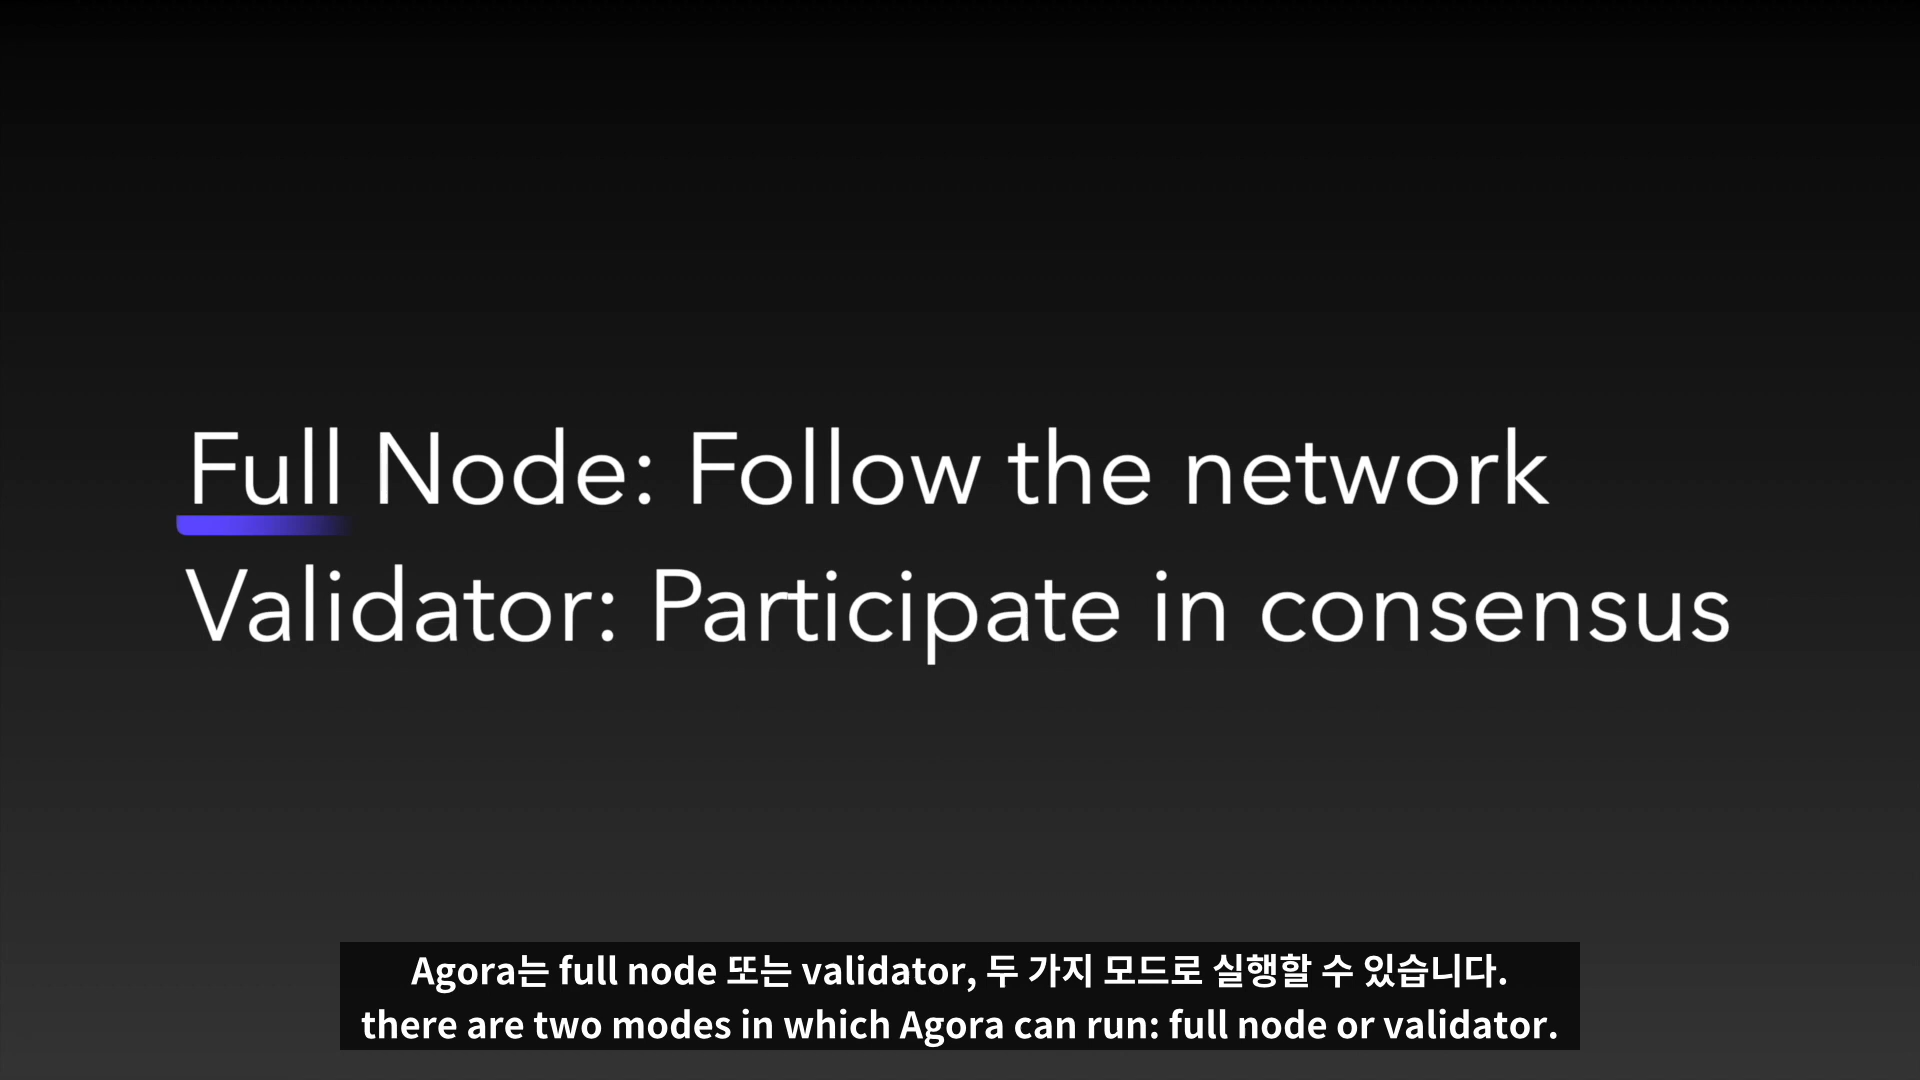 Full Node: Follow the network
Validator: Participate in consensus
Agora는 full node 또는 validator, 두 가지 모드로 실행할 수 있습니다.
there are two modes in which Agora can run: full node or validator.